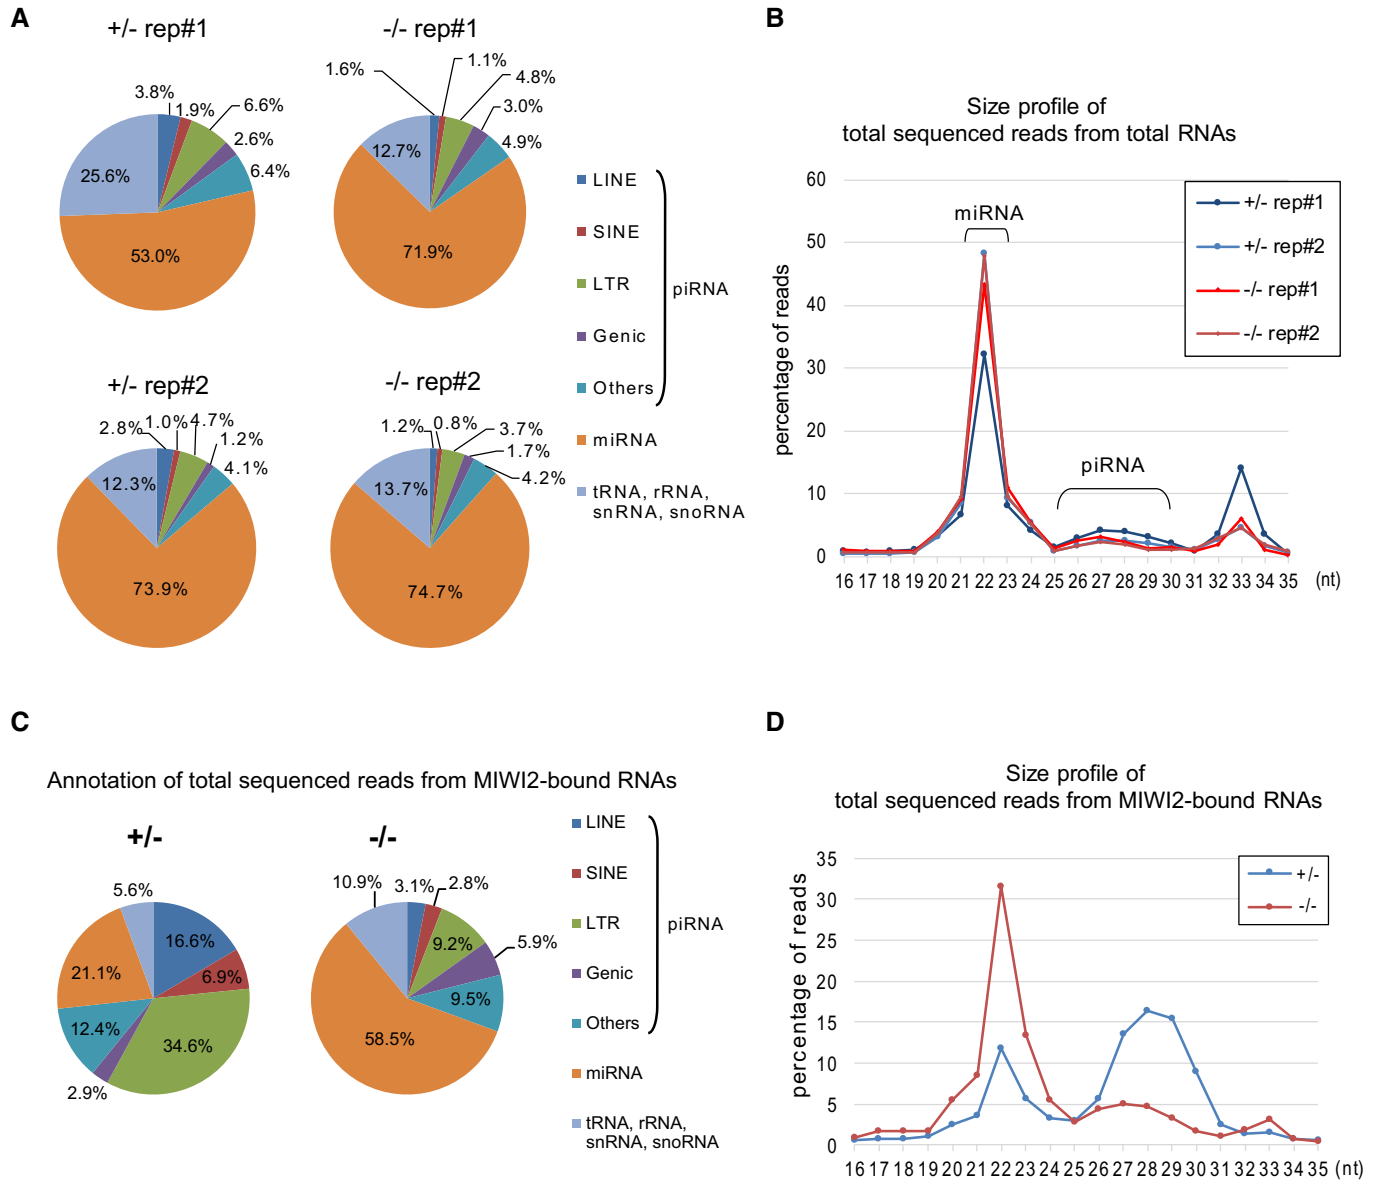 A
+/- rep#1
3.8%
1.9%
6.6%
2.6%
6.4%
25.6%
53.0%
-/- rep#1
1.6%
1.1%
4.8%
3.0%
4.9%
12.7%
71.9%
+/- rep#2
2.8%
1.0%
4.7%
1.2%
4.1%
12.3%
73.9%
-/- rep#2
1.2%
0.8%
3.7%
1.7%
4.2%
13.7%
74.7%
LINE
SINE
LTR
Genic
Others
piRNA
miRNA
tRNA, rRNA,
snRNA, snoRNA
B
Size profile of
total sequenced reads from total RNAs
percentage of reads
60
50
40
30
20
10
0
miRNA
piRNA
+/- rep#1
+/- rep#2
-/- rep#1
-/- rep#2
16 17 18 19 20 21 22 23 24 25 26 27 28 29 30 31 32 33 34 35 (nt)
C
Annotation of total sequenced reads from MIWI2-bound RNAs
+/-
5.6%
16.6%
6.9%
34.6%
2.9%
12.4%
21.1%
-/-
10.9%
3.1%
2.8%
9.2%
5.9%
9.5%
58.5%
LINE
SINE
LTR
Genic
Others
piRNA
miRNA
tRNA, rRNA,
snRNA, snoRNA
D
Size profile of
total sequenced reads from MIWI2-bound RNAs
percentage of reads
35
30
25
20
15
10
5
0
+/-
-/-
16 17 18 19 20 21 22 23 24 25 26 27 28 29 30 31 32 33 34 35 (nt)